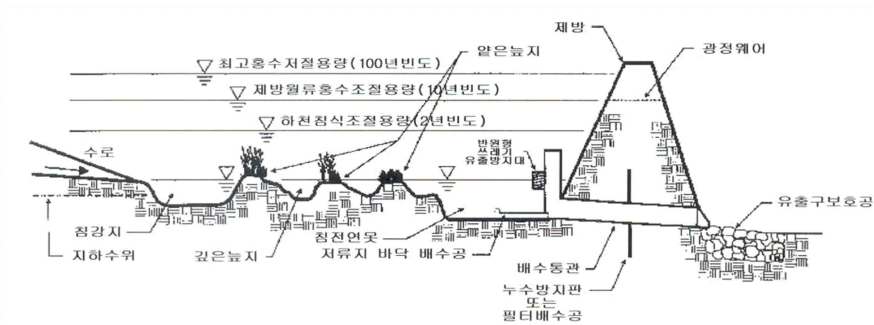 제방
광정웨어
얕은늪지
최고홍수저절용량(100년빈도)
제방월류홍수조절용량(10년빈도)
하천침식조절용량(2년빈도)
반원형
쓰레기
유출방지대
수로
유출구보호공
침강지
지하수위
깊은늪지
침전연못
저류지 바닥 배수공
배수통관
누수방지판
또는
필터배수공